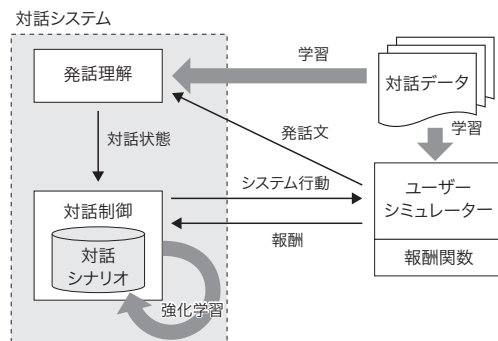 対話システム
発話理解
学習
対話データ
学習
対話状態
発話文
対話制御
対話
シナリオ
システム行動
報酬
ユーザー
シミュレーター
報酬関数
強化学習